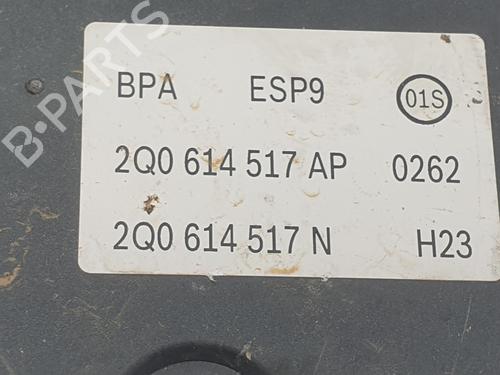 B-PARTS
BPA ESP9 01S
2Q0 614 517 AP 0262
2Q0 614 517 N H23